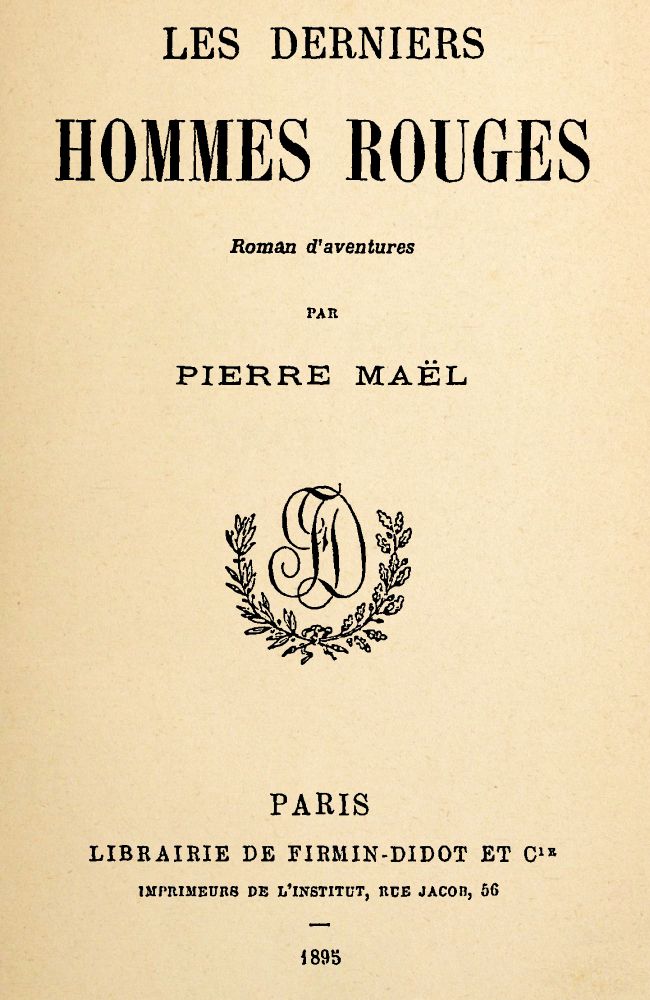 LES DERNIERS
HOMMES ROUGES
Roman d'aventures
PAR
PIERRE MAËL
FD
PARIS
LIBRAIRIE DE FIRMIN-DIDOT ET Cie
IMPRIMEURS DE L'INSTITUT, RUE JACOB, 56
1895